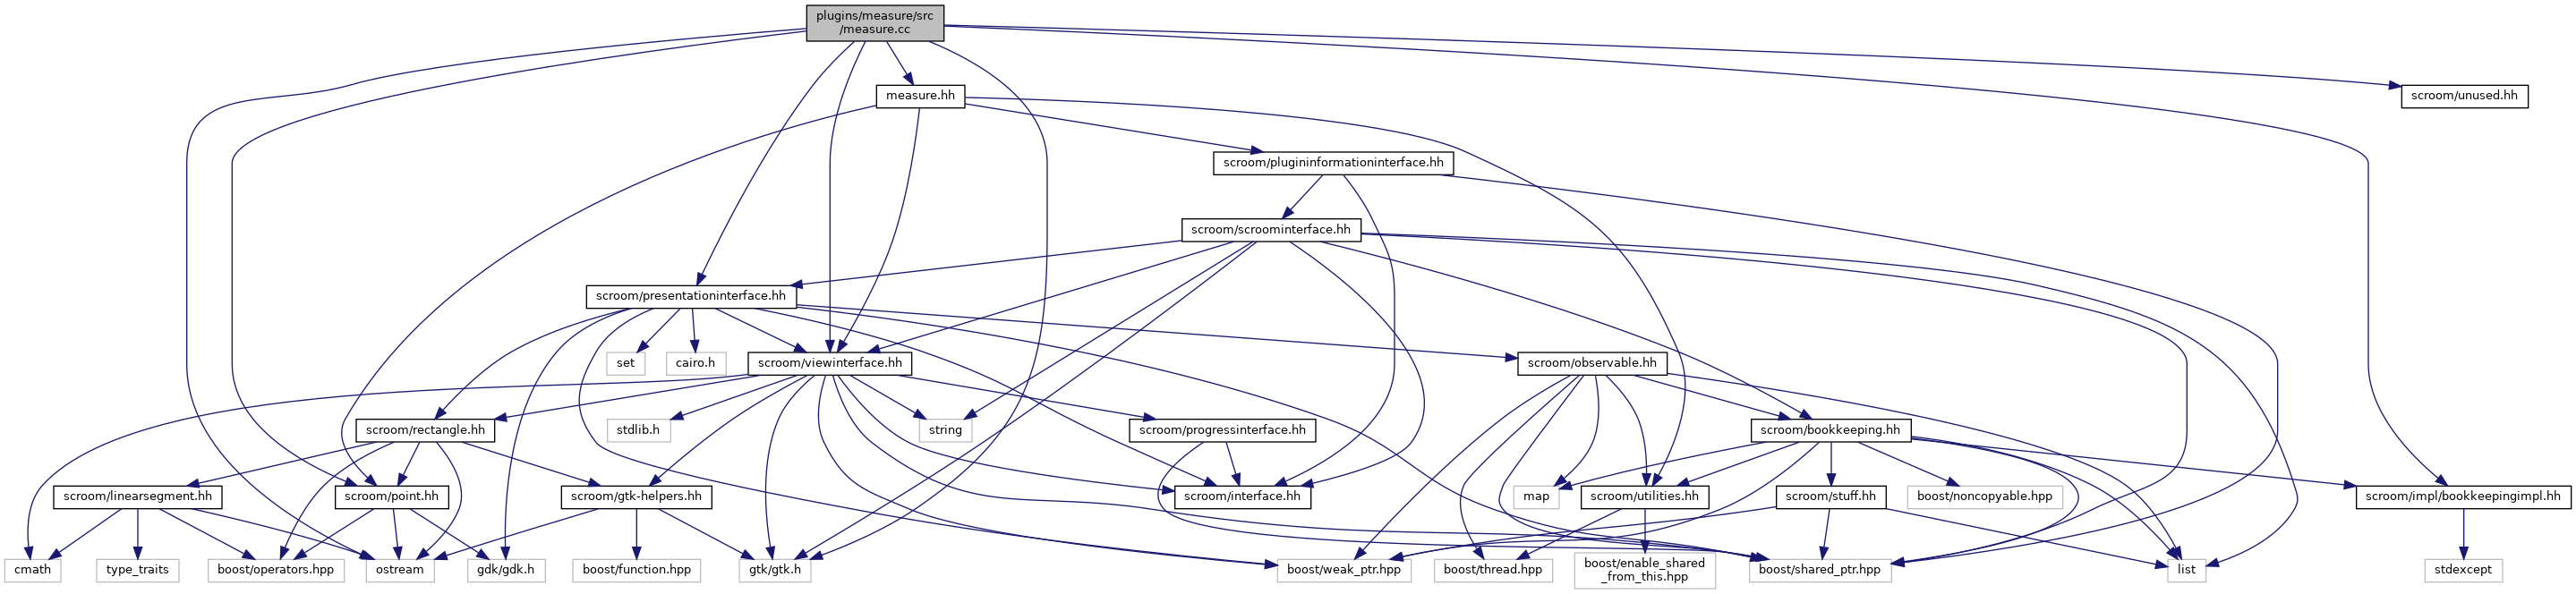 plugins/measure/src
/measure.cc
measure.hh
scroom/unused.hh
scroom/plugininformationinterface.hh
scroom/scroominterface.hh
scroom/presentationinterface.hh
set
cairo.h
scroom/viewinterface.hh
scroom/observable.hh
scroom/rectangle.hh
stdlib.h
string
scroom/progressinterface.hh
scroom/bookkeeping.hh
scroom/linearsegment.hh
scroom/point.hh
scroom/gtk-helpers.hh
scroom/interface.hh
map
scroom/utilities.hh
scroom/stuff.hh
boost/noncopyable.hpp
scroom/impl/bookkeepingimpl.hh
cmath
type_traits
boost/operators.hpp
ostream
gdk/gdk.h
boost/function.hpp
gtk/gtk.h
boost/weak_ptr.hpp
boost/thread.hpp
boost/enable_shared
_from_this.hpp
boost/shared_ptr.hpp
list
stdexcept